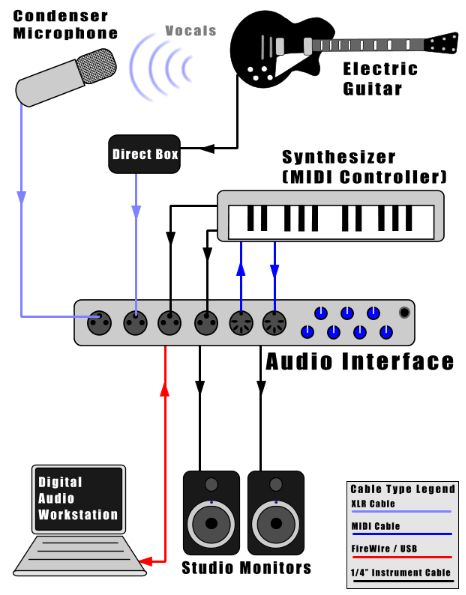 Condenser
Microphone
Vocals
Electric
Guitar
Direct Box
Synthesizer
(MIDI Controller)
Audio Interface
Digital
Audio
Workstation
Studio Monitors
Cable Type Legend
XLR Cable
MIDI Cable
FireWire / USB
1/4" Instrument Cable